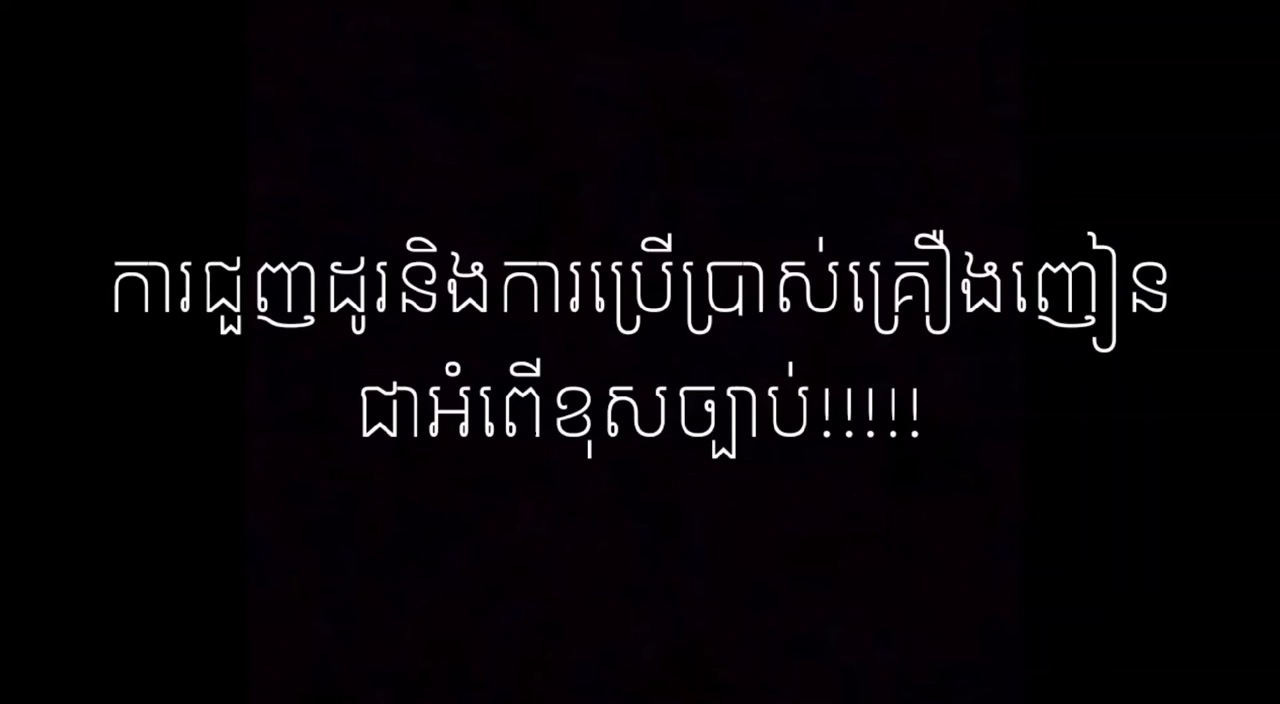 ការជួញដូរនិងការប្រើប្រាស់គ្រឿងញៀន
ជាអំពើខុសច្បាប់!!!!!